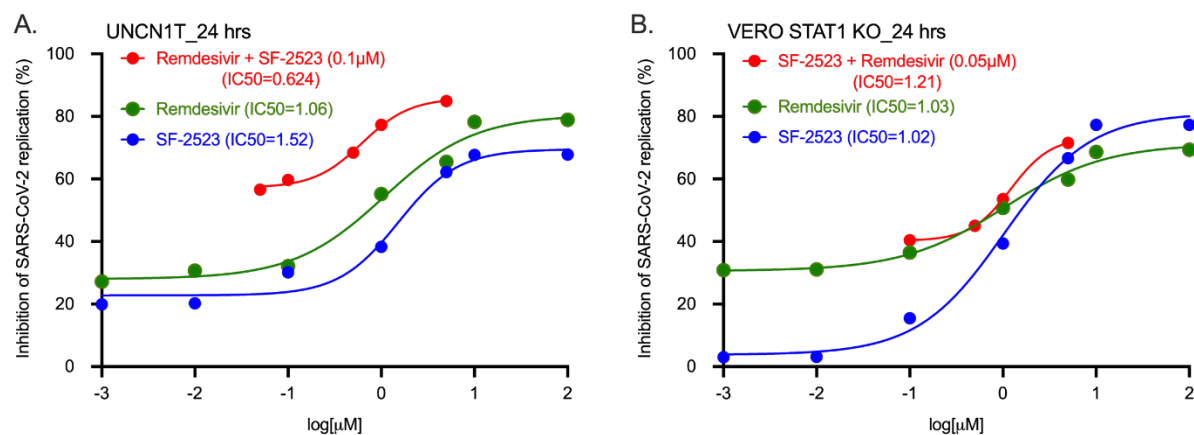 A.
UNCN1T_24 hrs
Remdesivir + SF-2523 (0.1µM)
(IC50=0.624)
Remdesivir (IC50=1.06)
SF-2523 (IC50=1.52)
Inhibition of SARS-CoV-2 replication (%)
100
80
60
40
20
0
-3 -2 -1 0 1 2
log[µM]
B.
VERO STAT1 KO_24 hrs
SF-2523 + Remdesivir (0.05µM)
(IC50=1.21)
Remdesivir (IC50=1.03)
SF-2523 (IC50=1.02)
Inhibition of SARS-CoV-2 replication (%)
100
80
60
40
20
0
-3 -2 -1 0 1 2
log[µM]